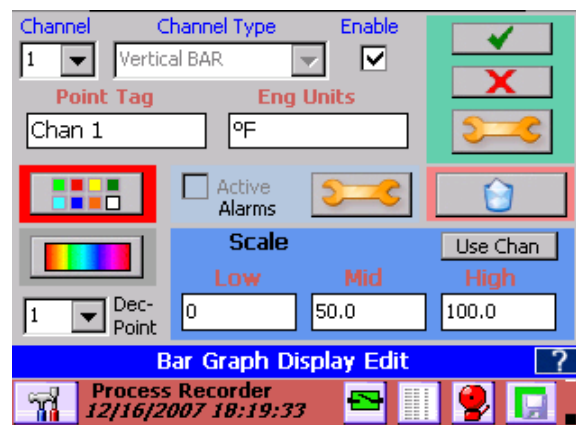 Channel Channel Type Enable
1 Vertical BAR
Point Tag Eng Units
Chan 1 ºF
Active
Alarms
Scale Use Chan
Low Mid High
1 Dec-Point 0 50.0 100.0
Bar Graph Display Edit ?
Process Recorder
12/16/2007 18:19:33